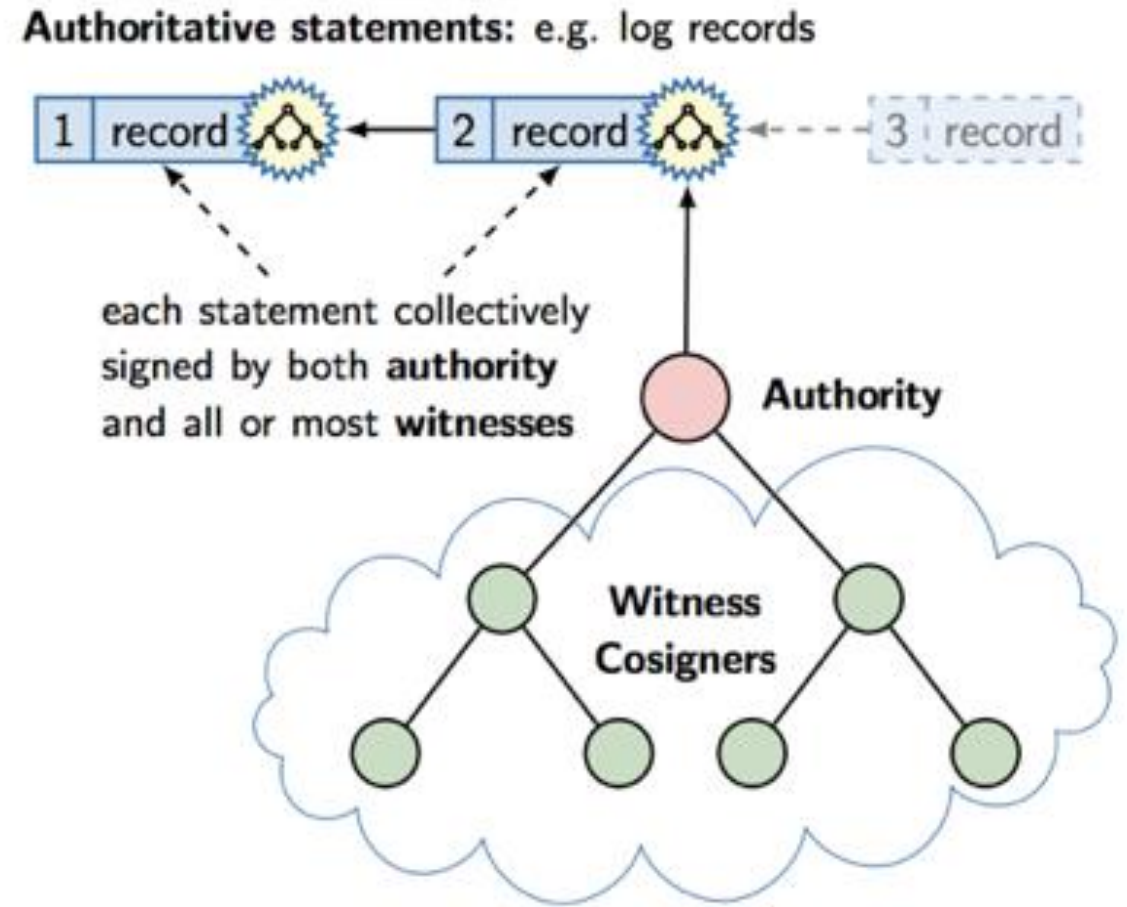 Authoritative statements: e.g. log records
1 record 2 record 3 record
each statement collectively
signed by both authority
and all or most witnesses
Authority
Witness
Cosigners